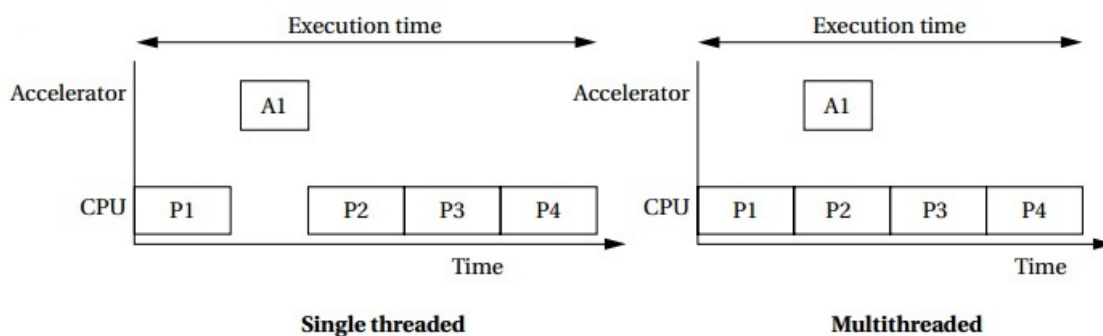 Execution time Execution time
Accelerator A1 Accelerator A1
CPU P1 P2 P3 P4 CPU P1 P2 P3 P4
Time Time
Single threaded Multithreaded